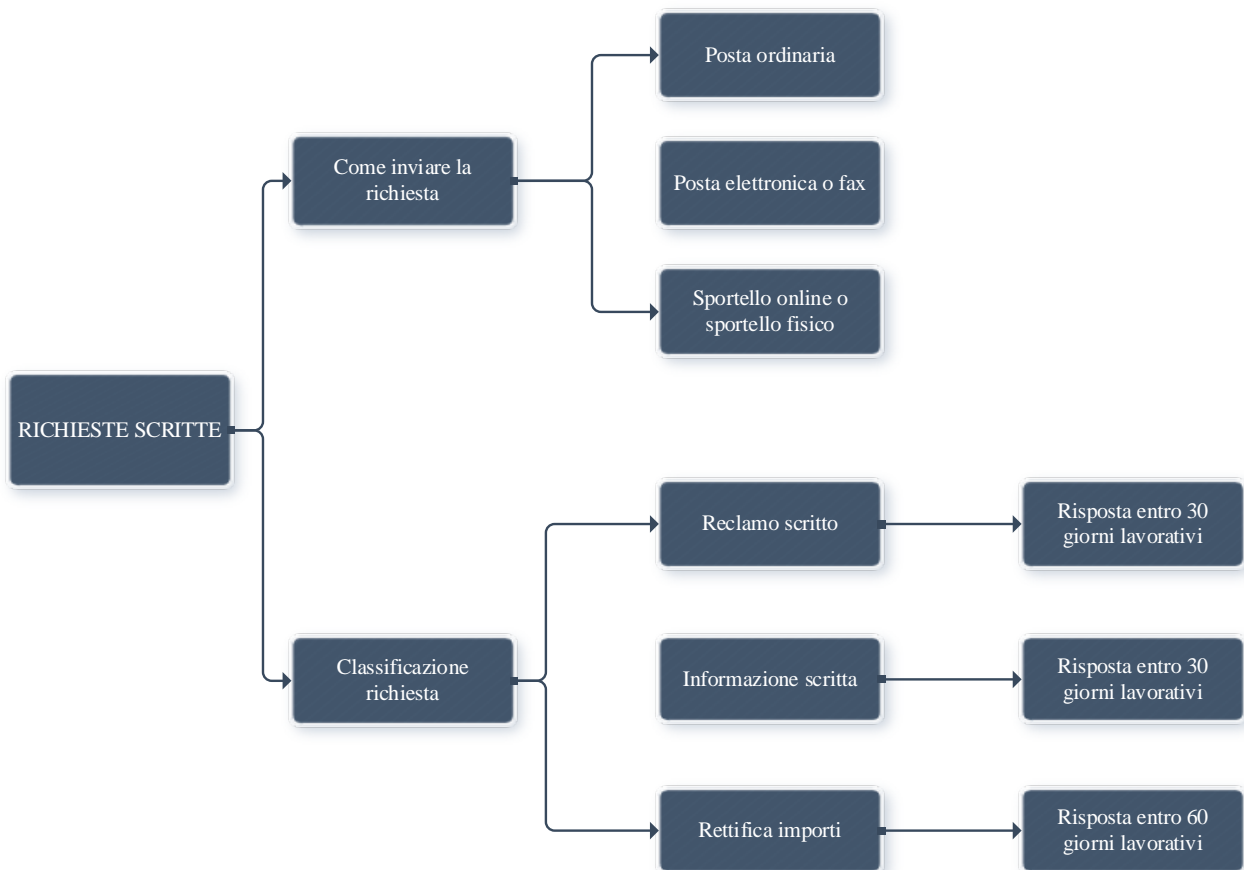 Posta ordinaria
Come inviare la
richiesta
Posta elettronica o fax
Sportello online o
sportello fisico
RICHIESTE SCRITTE
Reclamo scritto
Risposta entro 30
giorni lavorativi
Classificazione
richiesta
Informazione scritta
Risposta entro 30
giorni lavorativi
Rettifica importi
Risposta entro 60
giorni lavorativi